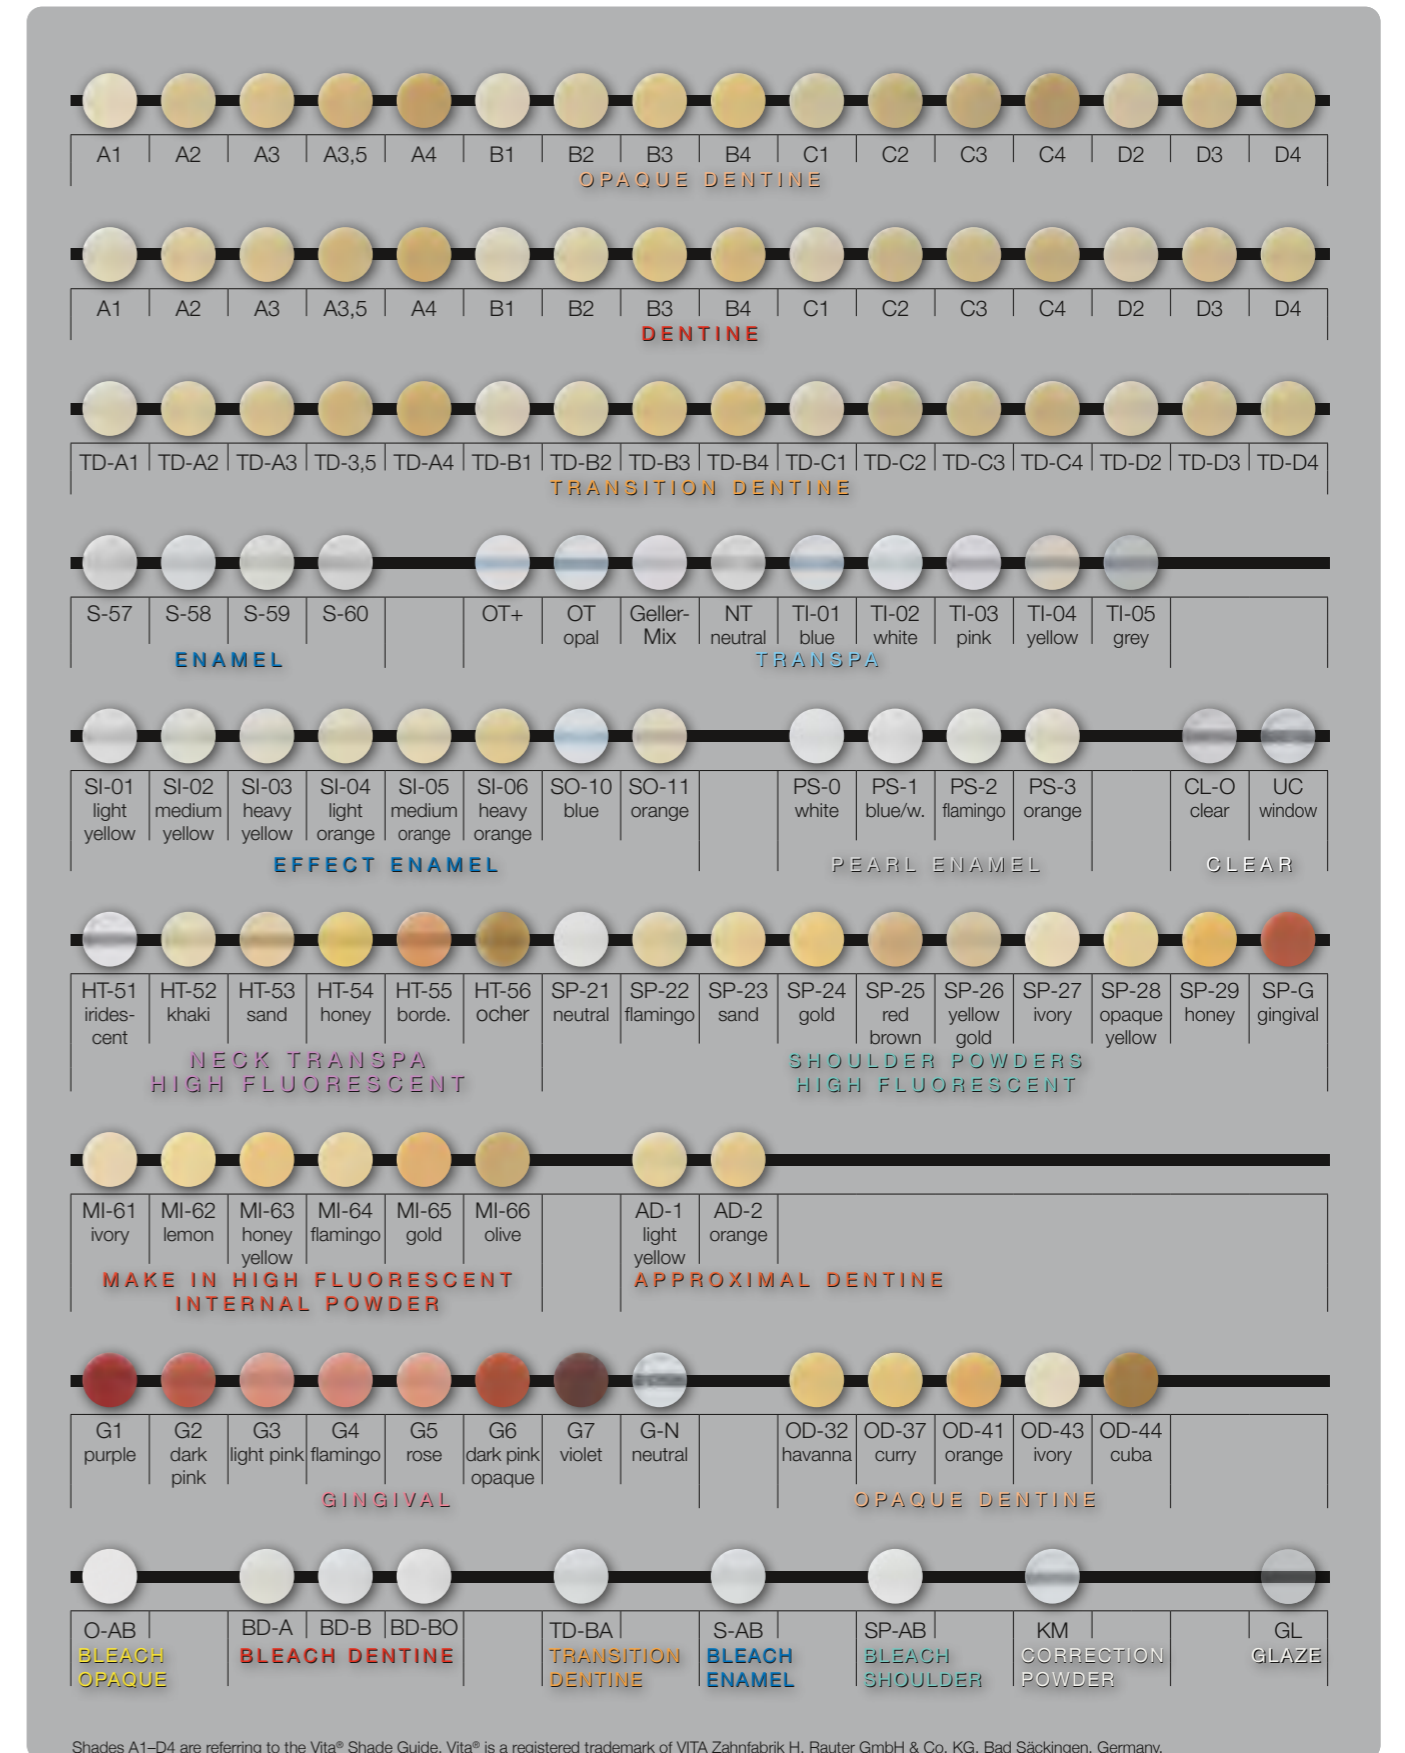 A1 A2 A3 A3,5 A4 B1 B2 B3 B4 C1 C2 C3 C4 D2 D3 D4
OPAQUE DENTINE
A1 A2 A3 A3,5 A4 B1 B2 B3 B4 C1 C2 C3 C4 D2 D3 D4
DENTINE
TD-A1 TD-A2 TD-A3 TD-3,5 TD-A4 TD-B1 TD-B2 TD-B3 TD-B4 TD-C1 TD-C2 TD-C3 TD-C4 TD-D2 TD-D3 TD-D4
TRANSITION DENTINE
S-57 S-58 S-59 S-60 OT+ OT Geller- NT TI-01 TI-02 TI-03 TI-04 TI-05
opal Mix neutral blue white pink yellow grey
ENAMEL TRANSPA
SI-01 SI-02 SI-03 SI-04 SI-05 SI-06 SO-10 SO-11 PS-0 PS-1 PS-2 PS-3 CL-O UC
light medium heavy light medium heavy blue orange white blue/w. flamingo orange clear window
yellow yellow yellow orange orange orange
EFFECT ENAMEL PEARL ENAMEL CLEAR
HT-51 HT-52 HT-53 HT-54 HT-55 HT-56 SP-21 SP-22 SP-23 SP-24 SP-25 SP-26 SP-27 SP-28 SP-29 SP-G
irides- khaki sand honey borde. ocher neutral flamingo sand gold red yellow ivory opaque honey gingival
cent brown gold yellow
NECK TRANSPA SHOULDER POWDERS
HIGH FLUORESCENT HIGH FLUORESCENT
MI-61 MI-62 MI-63 MI-64 MI-65 MI-66 AD-1 AD-2
ivory lemon honey flamingo gold olive light orange
yellow yellow
MAKE IN HIGH FLUORESCENT APPROXIMAL DENTINE
INTERNAL POWDER
G1 G2 G3 G4 G5 G6 G7 G-N OD-32 OD-37 OD-41 OD-43 OD-44
purple dark light pink flamingo rose dark pink violet neutral havanna curry orange ivory cuba
pink opaque
GINGIVAL OPAQUE DENTINE
O-AB BD-A BD-B BD-BO TD-BA S-AB SP-AB KM GL
BLEACH BLEACH DENTINE TRANSITION BLEACH BLEACH CORRECTION GLAZE
OPAQUE DENTINE ENAMEL SHOULDER POWDER
Shades A1–D4 are referring to the Vita® Shade Guide. Vita® is a registered trademark of VITA Zahnfabrik H. Rauter GmbH & Co. KG, Bad Säckingen, Germany.